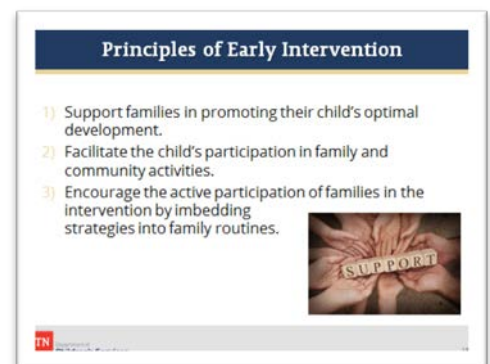 Principles of Early Intervention
1) Support families in promoting their child's optimal
development.
2) Facilitate the child's participation in family and
community activities.
3) Encourage the active participation of families in the
intervention by imbedding
strategies into family routines.
SUPPORT
TN